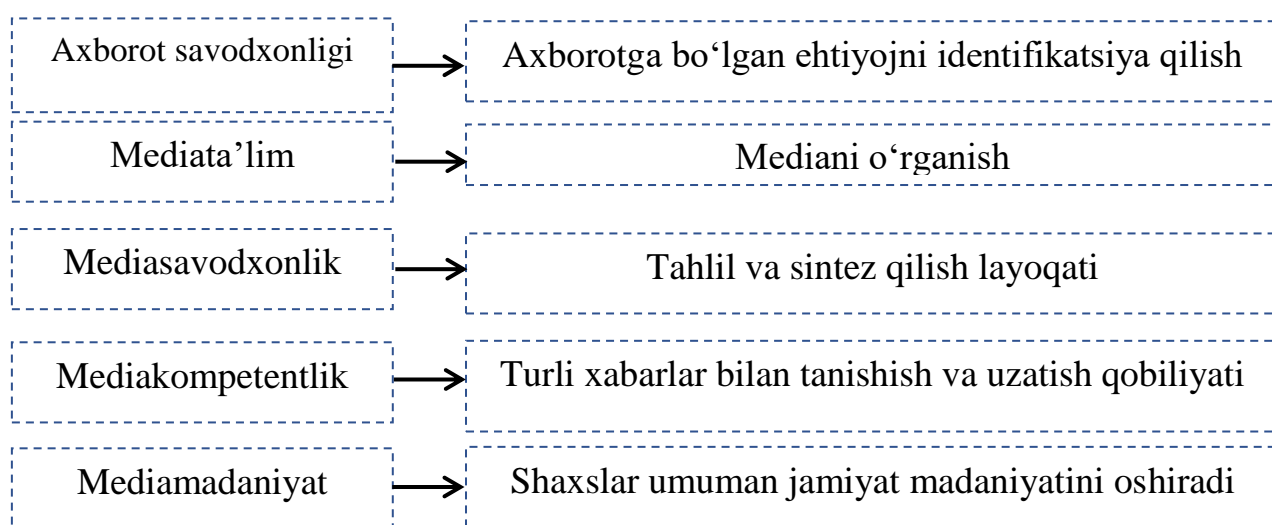 Axborot savodxonligi
Axborotga bo‘lgan ehtiyojni identifikatsiya qilish
Mediata’lim
Mediani o‘rganish
Mediasavodxonlik
Tahlil va sintez qilish layoqati
Mediakompetentlik
Turli xabarlar bilan tanishish va uzatish qobiliyati
Mediamadaniyat
Shaxslar umuman jamiyat madaniyatini oshiradi